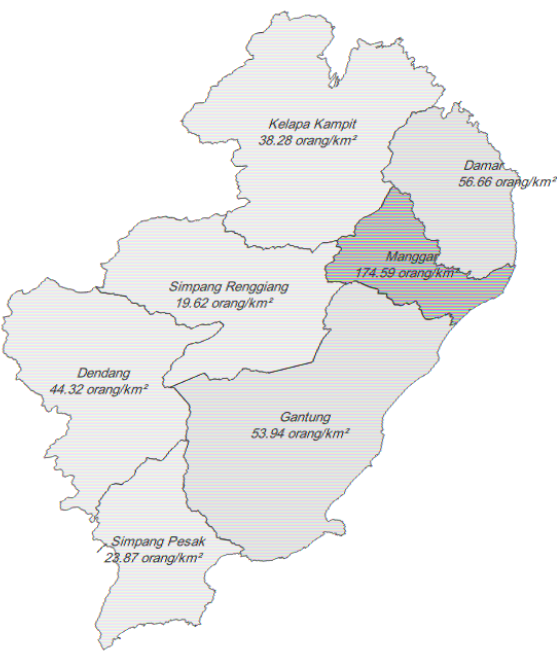 Kelapa Kampit
38.28 orang/km²
Damar
56.66 orang/km²
Manggar
174.59 orang/km²
Simpang Renggiang
19.62 orang/km²
Dendang
44.32 orang/km²
Gantung
53.94 orang/km²
Simpang Pesak
23.87 orang/km²